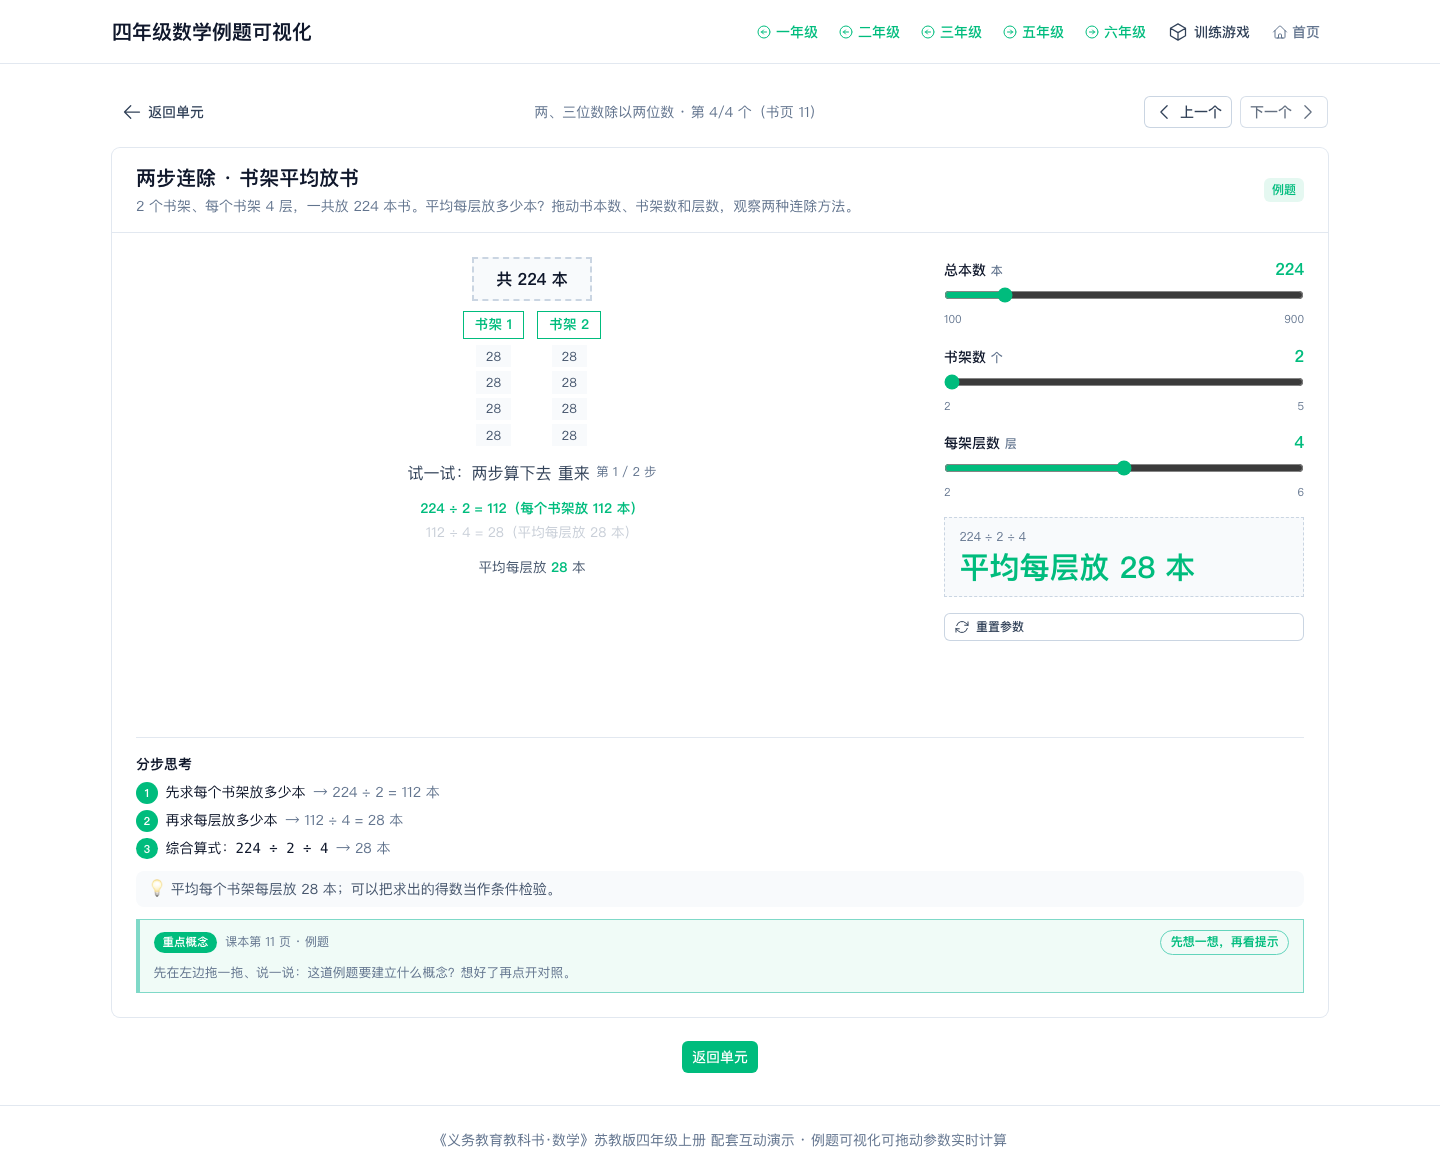 四年级数学例题可视化
一年级 二年级 三年级 五年级 六年级 训练游戏 首页
返回单元
两、三位数除以两位数 · 第 4/4 个（书页 11）
上一个 下一个
两步连除 · 书架平均放书
2 个书架、每个书架 4 层，一共放 224 本书。平均每层放多少本？拖动书本数、书架数和层数，观察两种连除方法。
例题
共 224 本
书架 1 书架 2
28 28
28 28
28 28
28 28
试一试：两步算下去 重来 第 1 / 2 步
224 ÷ 2 = 112（每个书架放 112 本）
112 ÷ 4 = 28（平均每层放 28 本）
平均每层放 28 本
总本数 本 224
100 900
书架数 个 2
2 5
每架层数 层 4
2 6
224 ÷ 2 ÷ 4
平均每层放 28 本
重置参数
分步思考
1 先求每个书架放多少本 → 224 ÷ 2 = 112 本
2 再求每层放多少本 → 112 ÷ 4 = 28 本
3 综合算式：224 ÷ 2 ÷ 4 → 28 本
💡 平均每个书架每层放 28 本；可以把求出的得数当作条件检验。
重点概念 课本第 11 页 · 例题
先想一想，再看提示
先在左边拖一拖、说一说：这道例题要建立什么概念？想好了再点开对照。
返回单元
《义务教育教科书·数学》苏教版四年级上册 配套互动演示 · 例题可视化可拖动参数实时计算